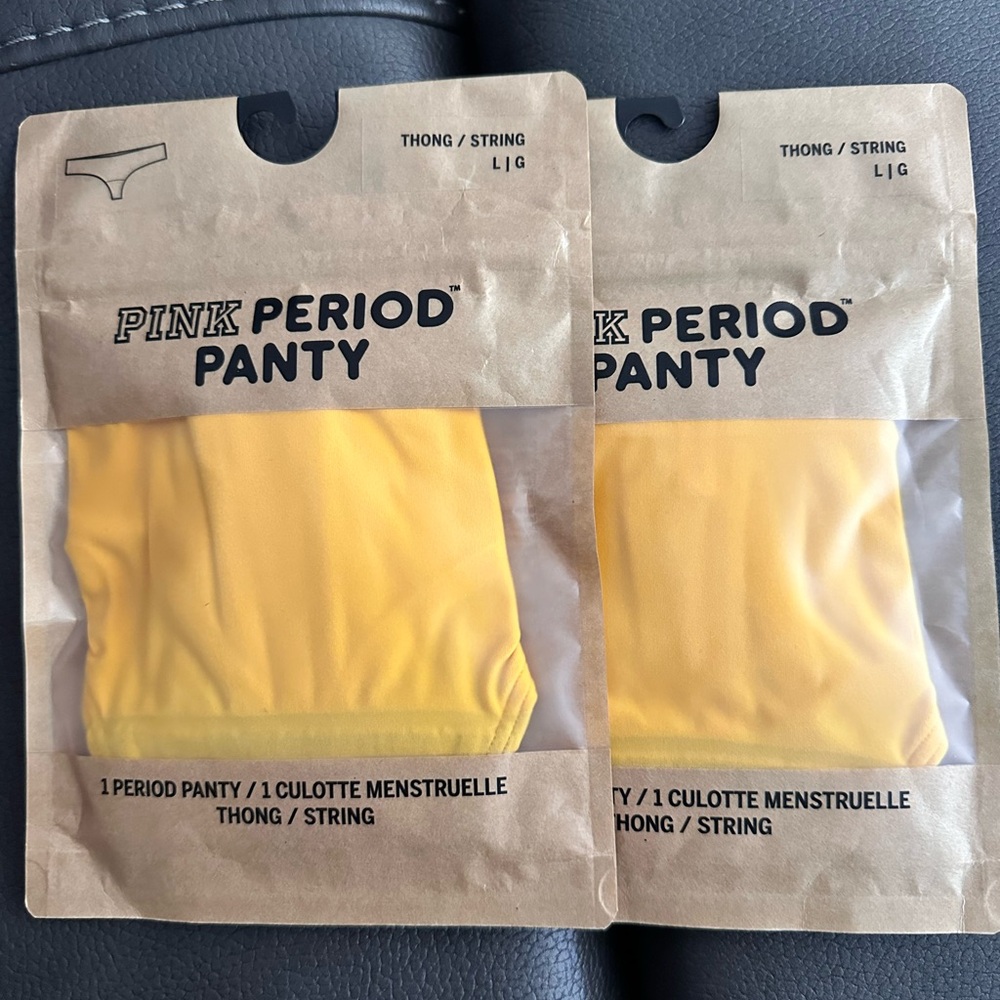 THONG / STRING
L | G
PINK PERIOD™
PANTY
1 PERIOD PANTY / 1 CULOTTE MENSTRUELLE
THONG / STRING
THONG / STRING
L | G
K PERIOD™
PANTY
TY / 1 CULOTTE MENSTRUELLE
HONG / STRING